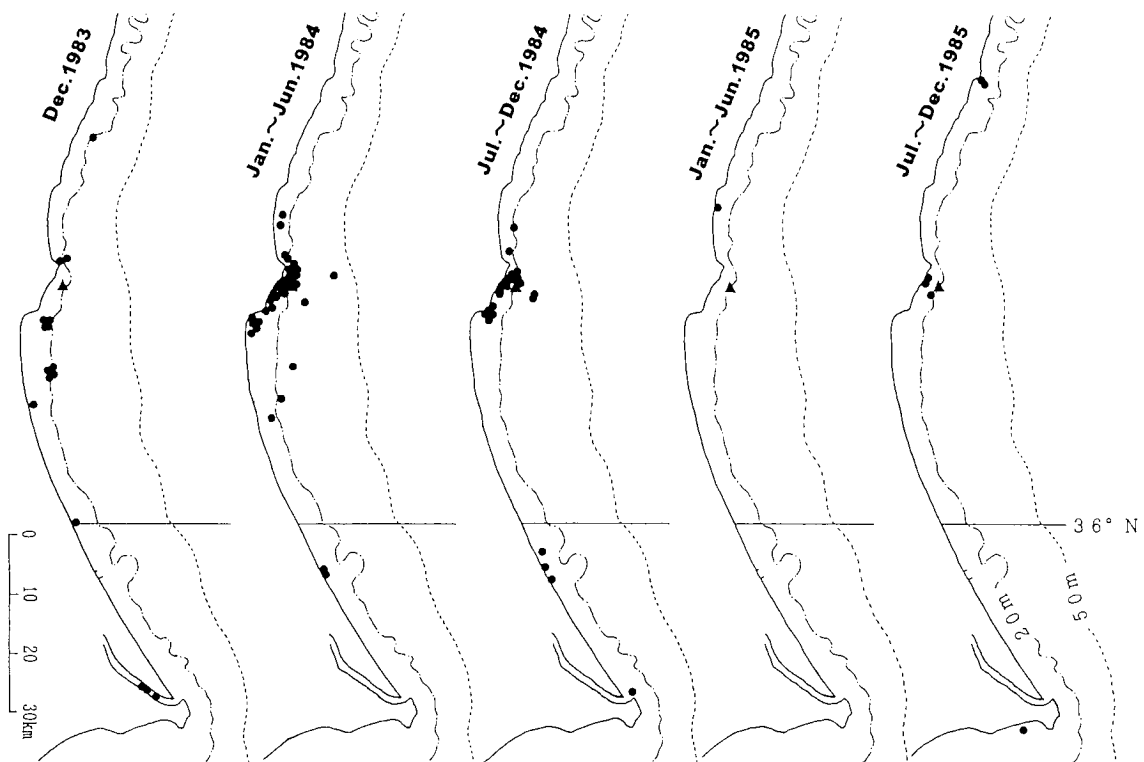 Dec. 1983
Jan.～Jun. 1984
Jul.～Dec. 1984
Jan.～Jun. 1985
Jul.～Dec. 1985
36° N
0
10
20
30km
20m
50m